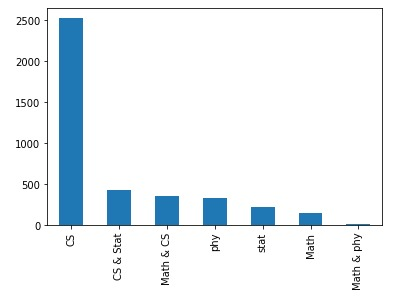 2500
2000
1500
1000
500
0
CS
CS & Stat
Math & CS
phy
stat
Math
Math & phy